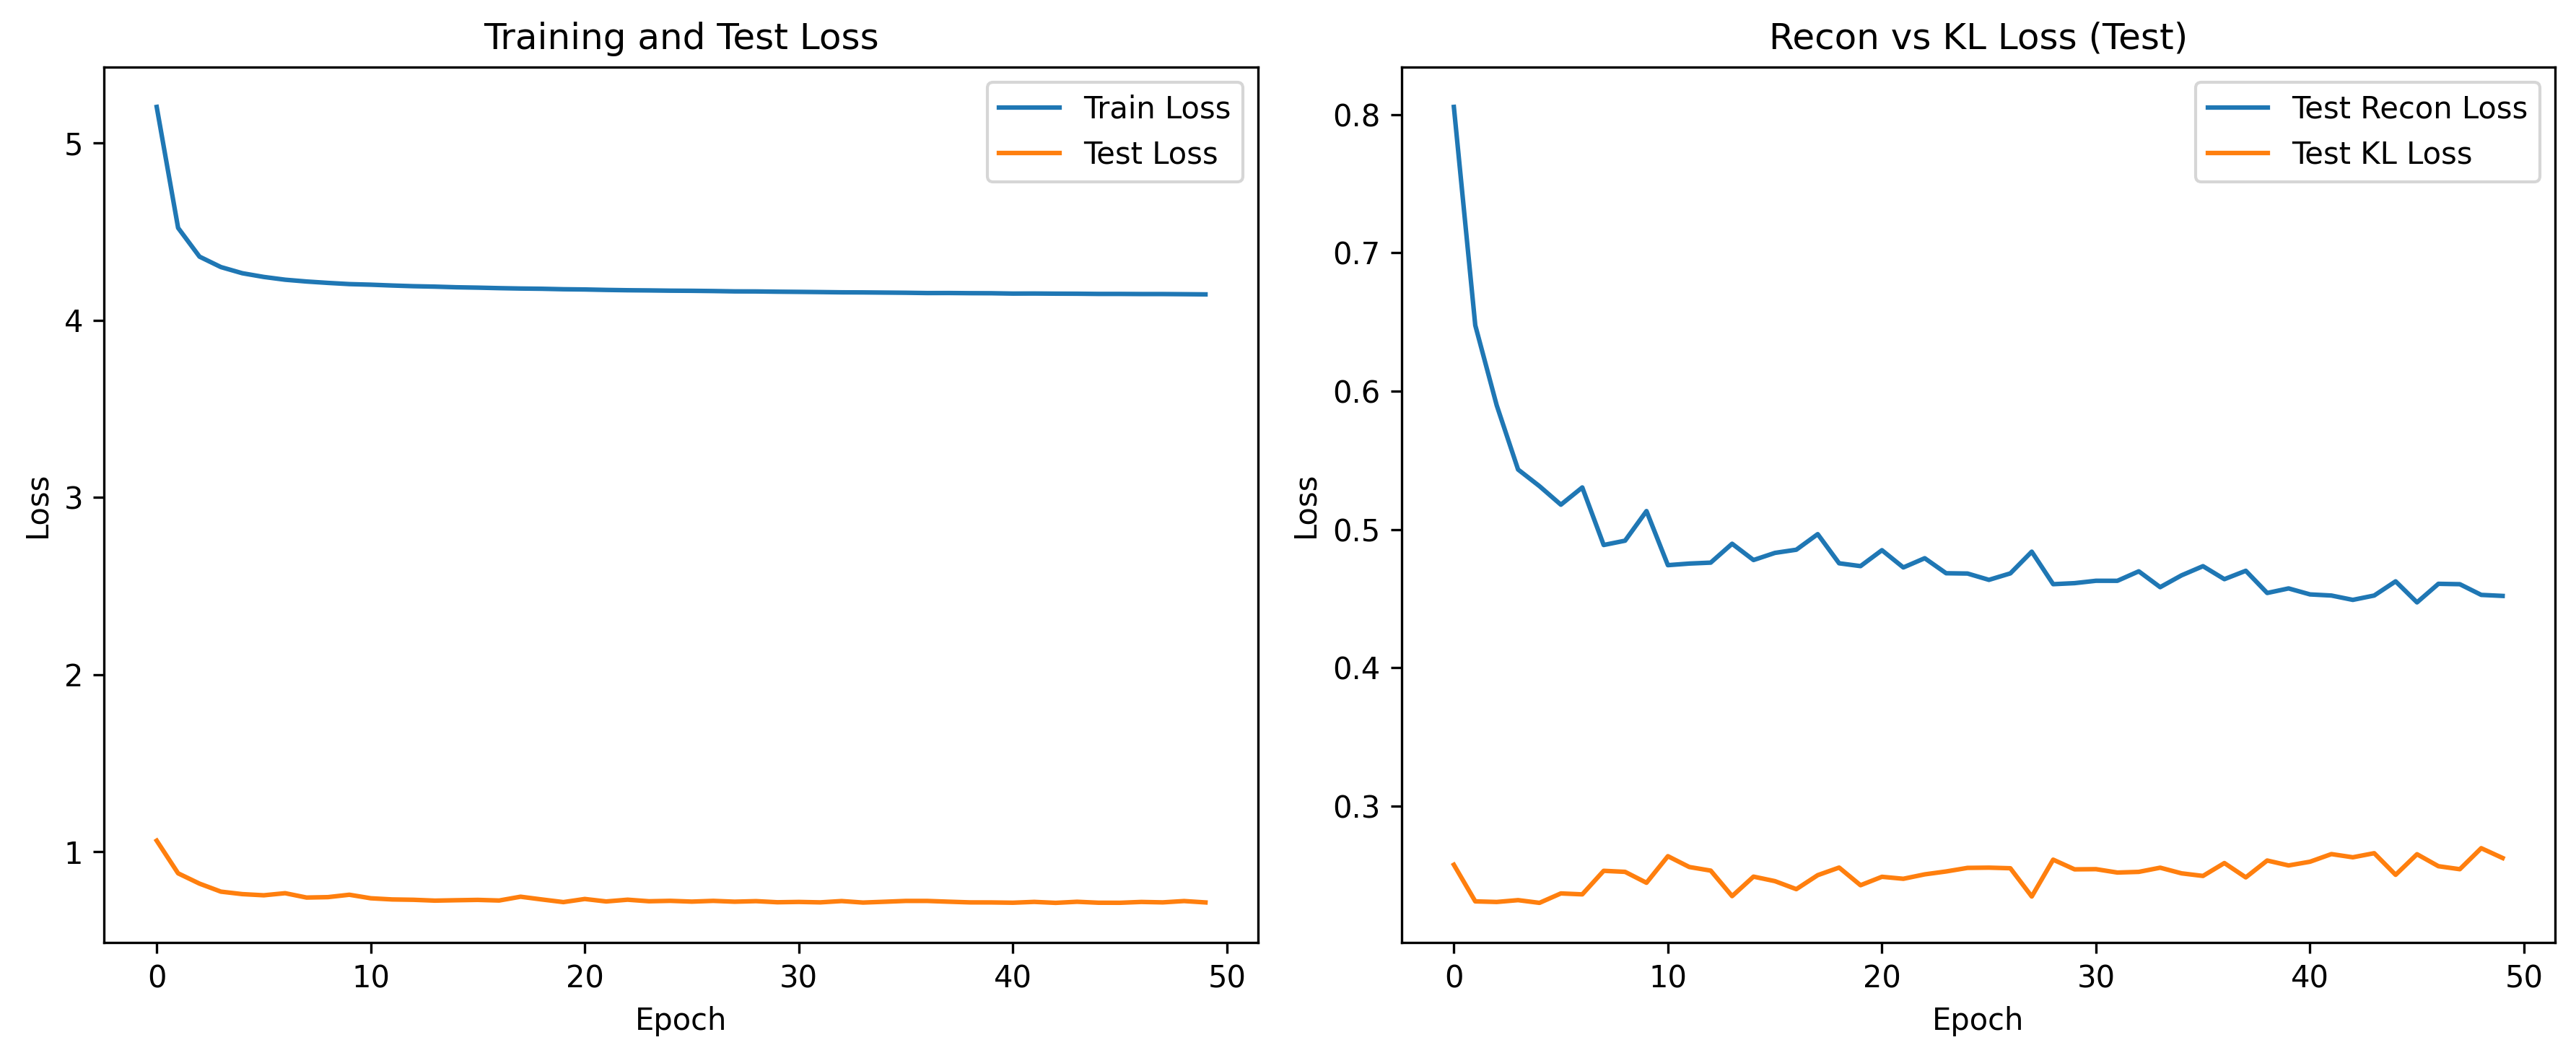 Training and Test Loss
Train Loss
Test Loss
5
4
3
2
1
Loss
0 10 20 30 40 50
Epoch
Recon vs KL Loss (Test)
Test Recon Loss
Test KL Loss
0.8
0.7
0.6
0.5
0.4
0.3
Loss
0 10 20 30 40 50
Epoch